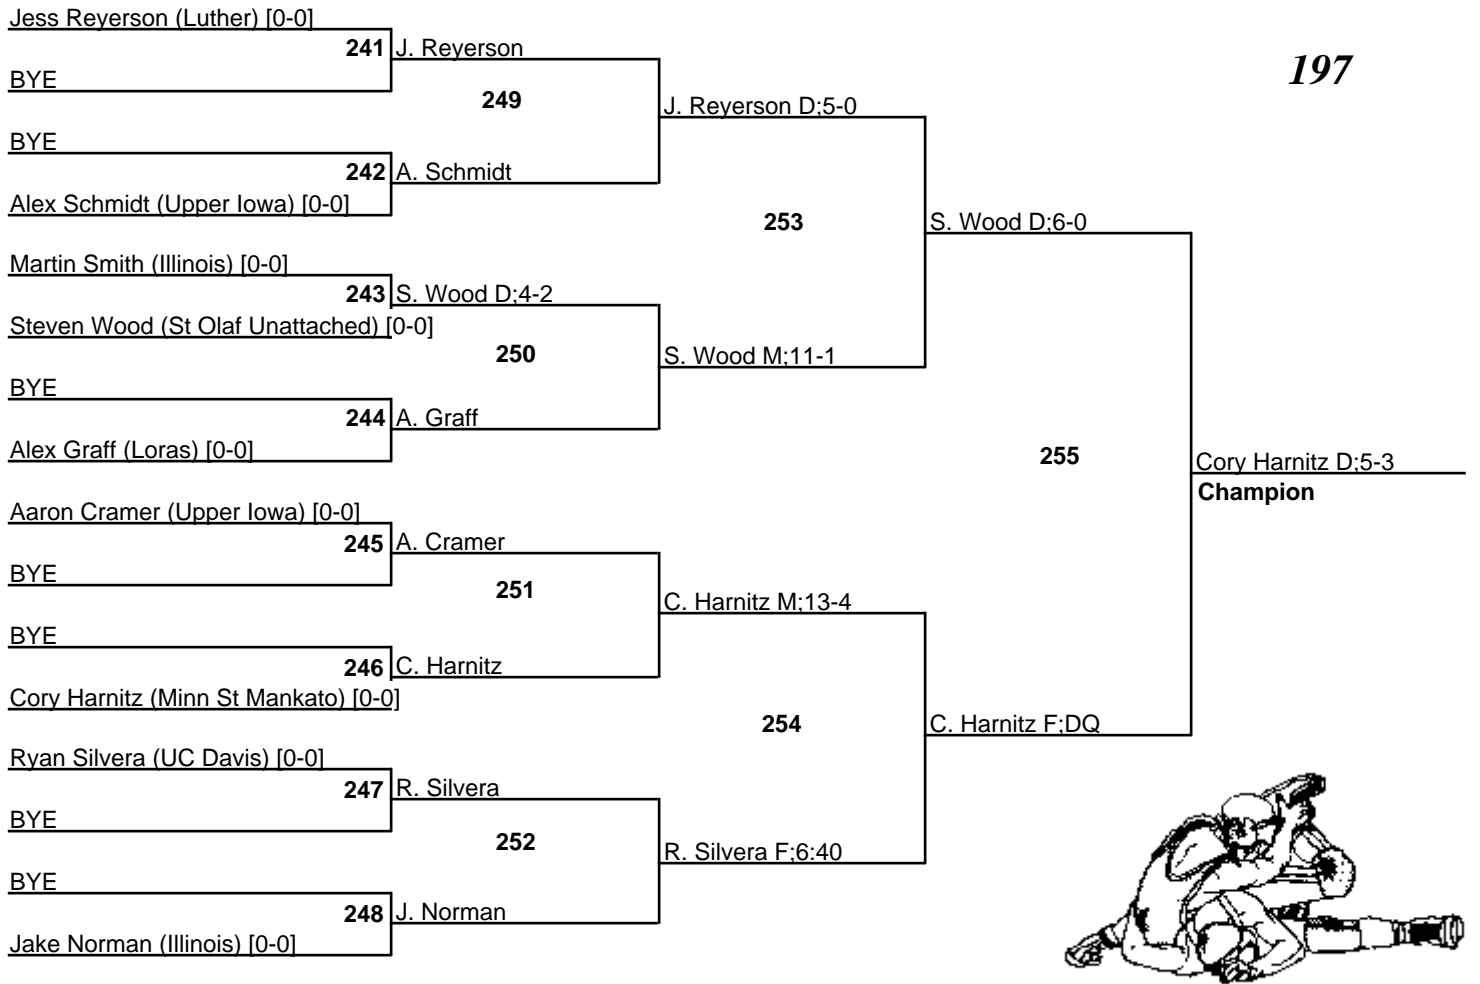 Jess Reyerson (Luther) [0-0]
241 J. Reyerson
197
BYE
249
J. Reyerson D;5-0
BYE
242 A. Schmidt
Alex Schmidt (Upper Iowa) [0-0]
253
S. Wood D;6-0
Martin Smith (Illinois) [0-0]
243 S. Wood D;4-2
Steven Wood (St Olaf Unattached) [0-0]
250
S. Wood M;11-1
BYE
244 A. Graff
Alex Graff (Loras) [0-0]
255
Cory Harnitz D;5-3
Champion
Aaron Cramer (Upper Iowa) [0-0]
245 A. Cramer
BYE
251
C. Harnitz M;13-4
BYE
246 C. Harnitz
Cory Harnitz (Minn St Mankato) [0-0]
254
C. Harnitz F;DQ
Ryan Silvera (UC Davis) [0-0]
247 R. Silvera
BYE
252
R. Silvera F;6:40
BYE
248 J. Norman
Jake Norman (Illinois) [0-0]